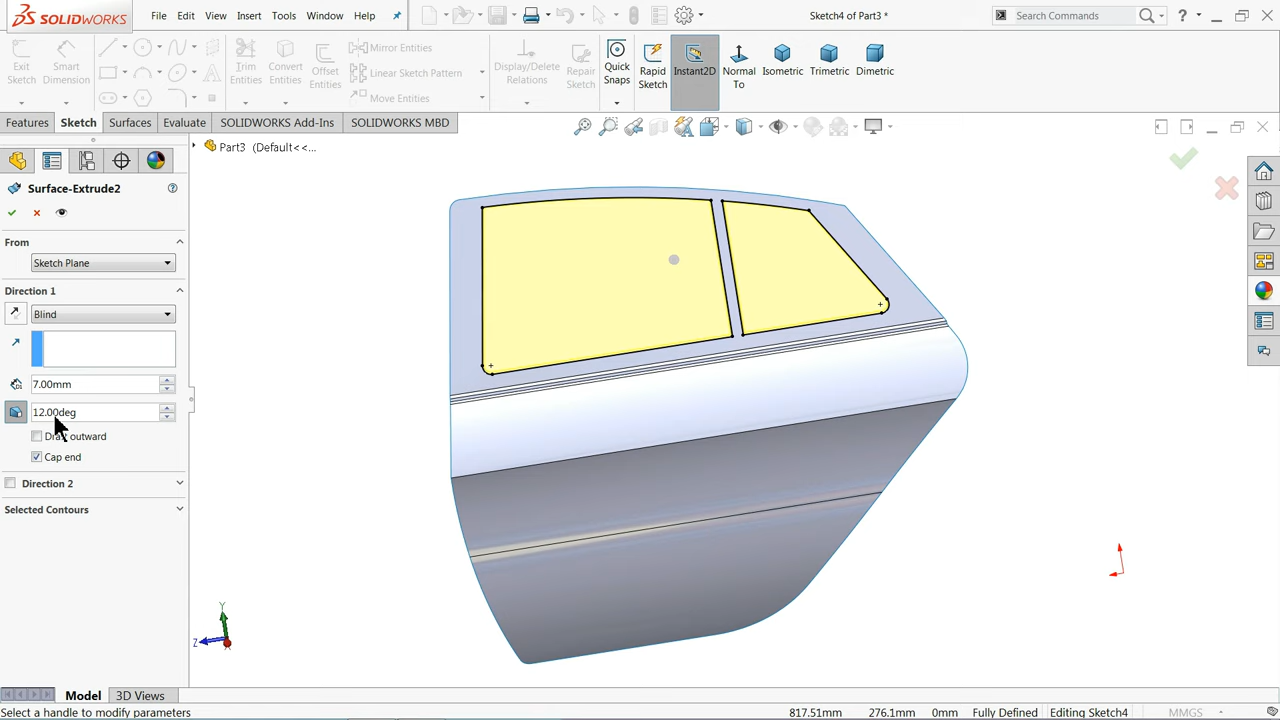 SOLIDWORKS
File
Edit
View
Insert
Tools
Window
Help
Sketch4 of Part3 *
Search Commands
?
Exit Sketch
Smart Dimension
Trim Entities
Convert Entities
Offset Entities
Mirror Entities
Linear Sketch Pattern
Move Entities
Display/Delete Relations
Repair Sketch
Quick Snaps
Rapid Sketch
Instant2D
Normal To
Isometric
Trimetric
Dimetric
Features
Sketch
Surfaces
Evaluate
SOLIDWORKS Add-Ins
SOLIDWORKS MBD
Part3 (Default<<...
Surface-Extrude2
From
Sketch Plane
Direction 1
Blind
7.00mm
12.00deg
Draft outward
Cap end
Direction 2
Selected Contours
Y
Z
X
Model
3D Views
Select a handle to modify parameters
817.51mm
276.1mm
0mm
Fully Defined
Editing Sketch4
MMGS